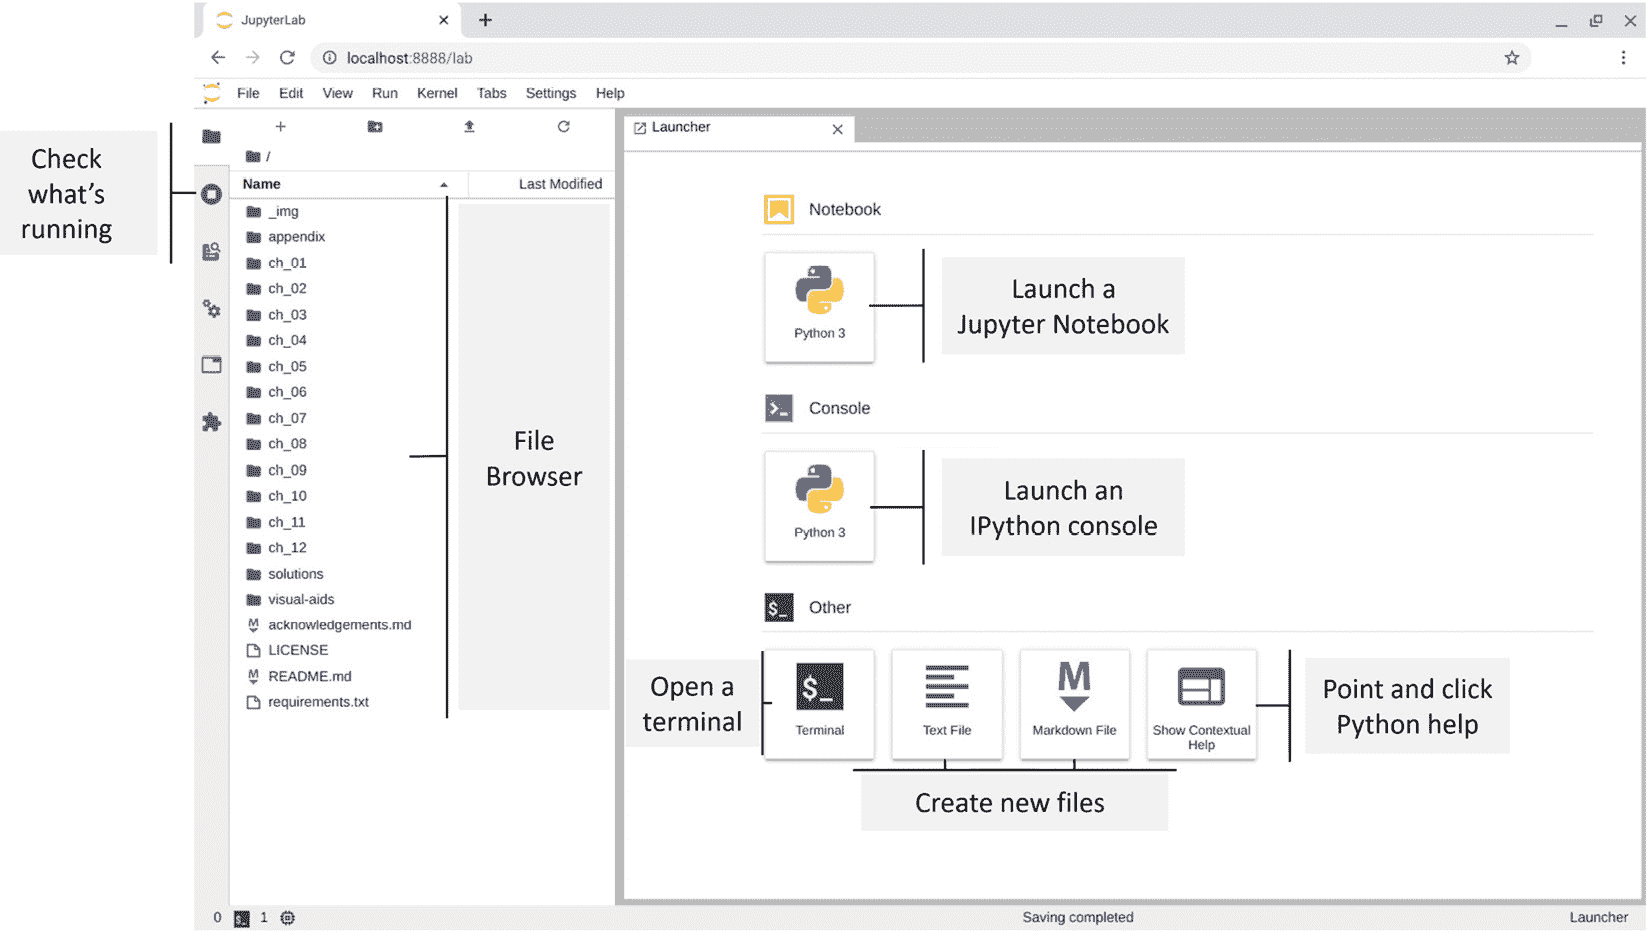 JupyterLab
localhost:8888/lab
File Edit View Run Kernel Tabs Settings Help
Check
what's
running
/
Name Last Modified
_img
appendix
ch_01
ch_02
ch_03
ch_04
ch_05
ch_06
ch_07
ch_08
ch_09
ch_10
ch_11
ch_12
solutions
visual-aids
acknowledgements.md
LICENSE
README.md
requirements.txt
File
Browser
Launcher
Notebook
Python 3
Launch a
Jupyter Notebook
Console
Python 3
Launch an
IPython console
$_ Other
Open a
terminal
$_
Terminal
Text File
M
Markdown File
Show Contextual
Help
Point and click
Python help
Create new files
0 $_ 1
Saving completed
Launcher